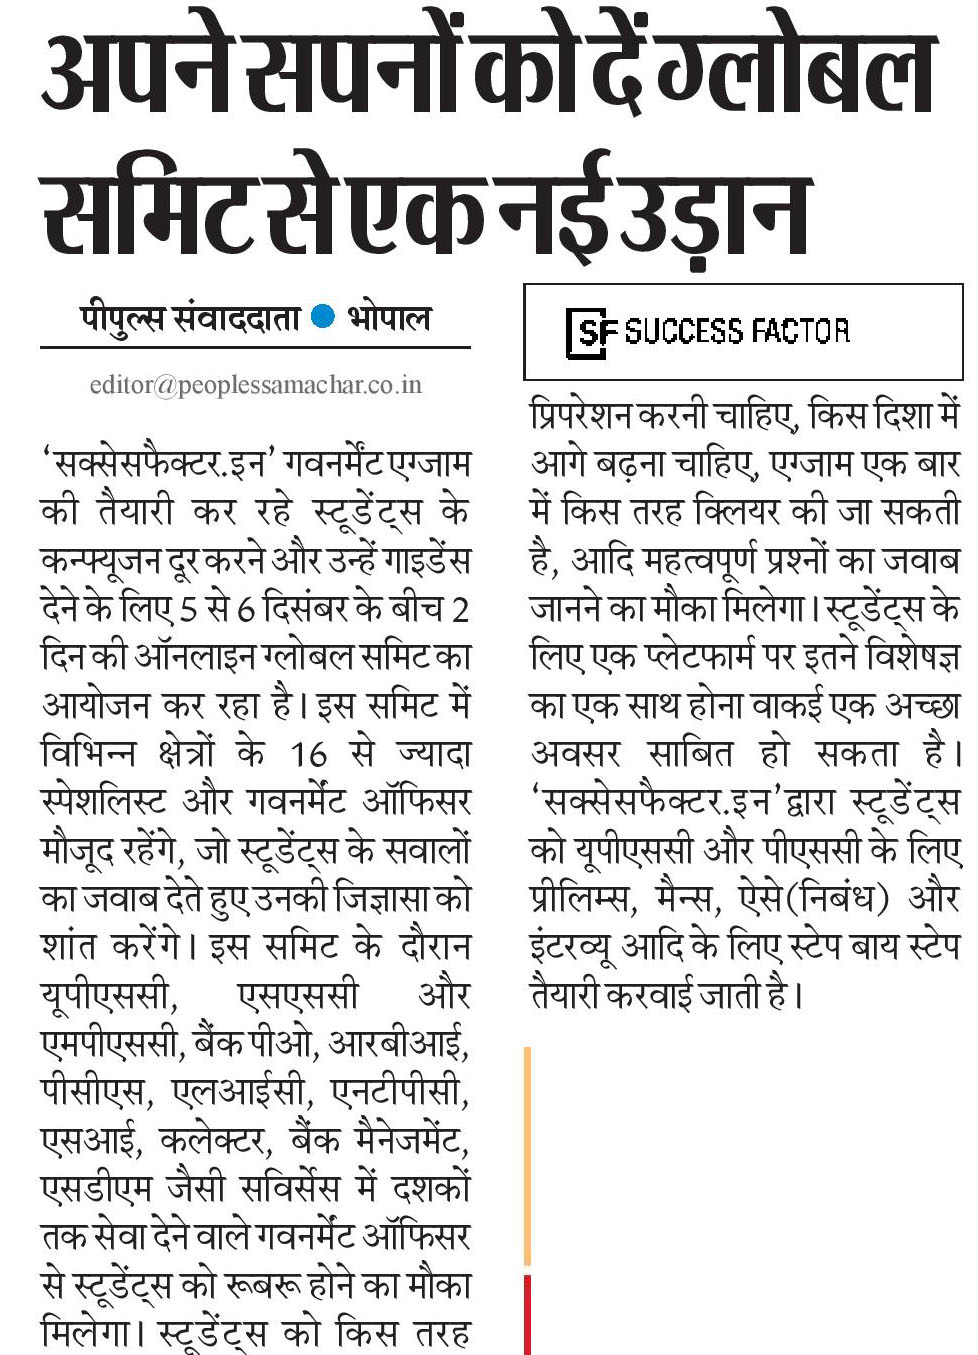 अपने सपनों को दें ग्लोबल
समिट से एक नई उड़ान
पीपुल्स संवाददाता ● भोपाल
editor@peoplessamachar.co.in
‘सक्सेसफैक्टर.इन’ गवनर्मेंट एग्जाम
की तैयारी कर रहे स्टूडेंट्स के
कन्फ्यूजन दूर करने और उन्हें गाइडेंस
देने के लिए 5 से 6 दिसंबर के बीच 2
दिन की ऑनलाइन ग्लोबल समिट का
आयोजन कर रहा है। इस समिट में
विभिन्न क्षेत्रों के 16 से ज्यादा
स्पेशलिस्ट और गवनर्मेंट ऑफिसर
मौजूद रहेंगे, जो स्टूडेंट्स के सवालों
का जवाब देते हुए उनकी जिज्ञासा को
शांत करेंगे। इस समिट के दौरान
यूपीएससी, एसएससी और
एमपीएससी, बैंक पीओ, आरबीआई,
पीसीएस, एलआईसी, एनटीपीसी,
एसआई, कलेक्टर, बैंक मैनेजमेंट,
एसडीएम जैसी सविर्सेस में दशकों
तक सेवा देने वाले गवनर्मेंट ऑफिसर
से स्टूडेंट्स को रूबरू होने का मौका
मिलेगा। स्टूडेंट्स को किस तरह
SF SUCCESS FACTOR
प्रिपरेशन करनी चाहिए, किस दिशा में
आगे बढ़ना चाहिए, एग्जाम एक बार
में किस तरह क्लियर की जा सकती
है, आदि महत्वपूर्ण प्रश्नों का जवाब
जानने का मौका मिलेगा। स्टूडेंट्स के
लिए एक प्लेटफार्म पर इतने विशेषज्ञ
का एक साथ होना वाकई एक अच्छा
अवसर साबित हो सकता है।
‘सक्सेसफैक्टर.इन’द्वारा स्टूडेंट्स
को यूपीएससी और पीएससी के लिए
प्रीलिम्स, मैन्स, ऐसे(निबंध) और
इंटरव्यू आदि के लिए स्टेप बाय स्टेप
तैयारी करवाई जाती है।